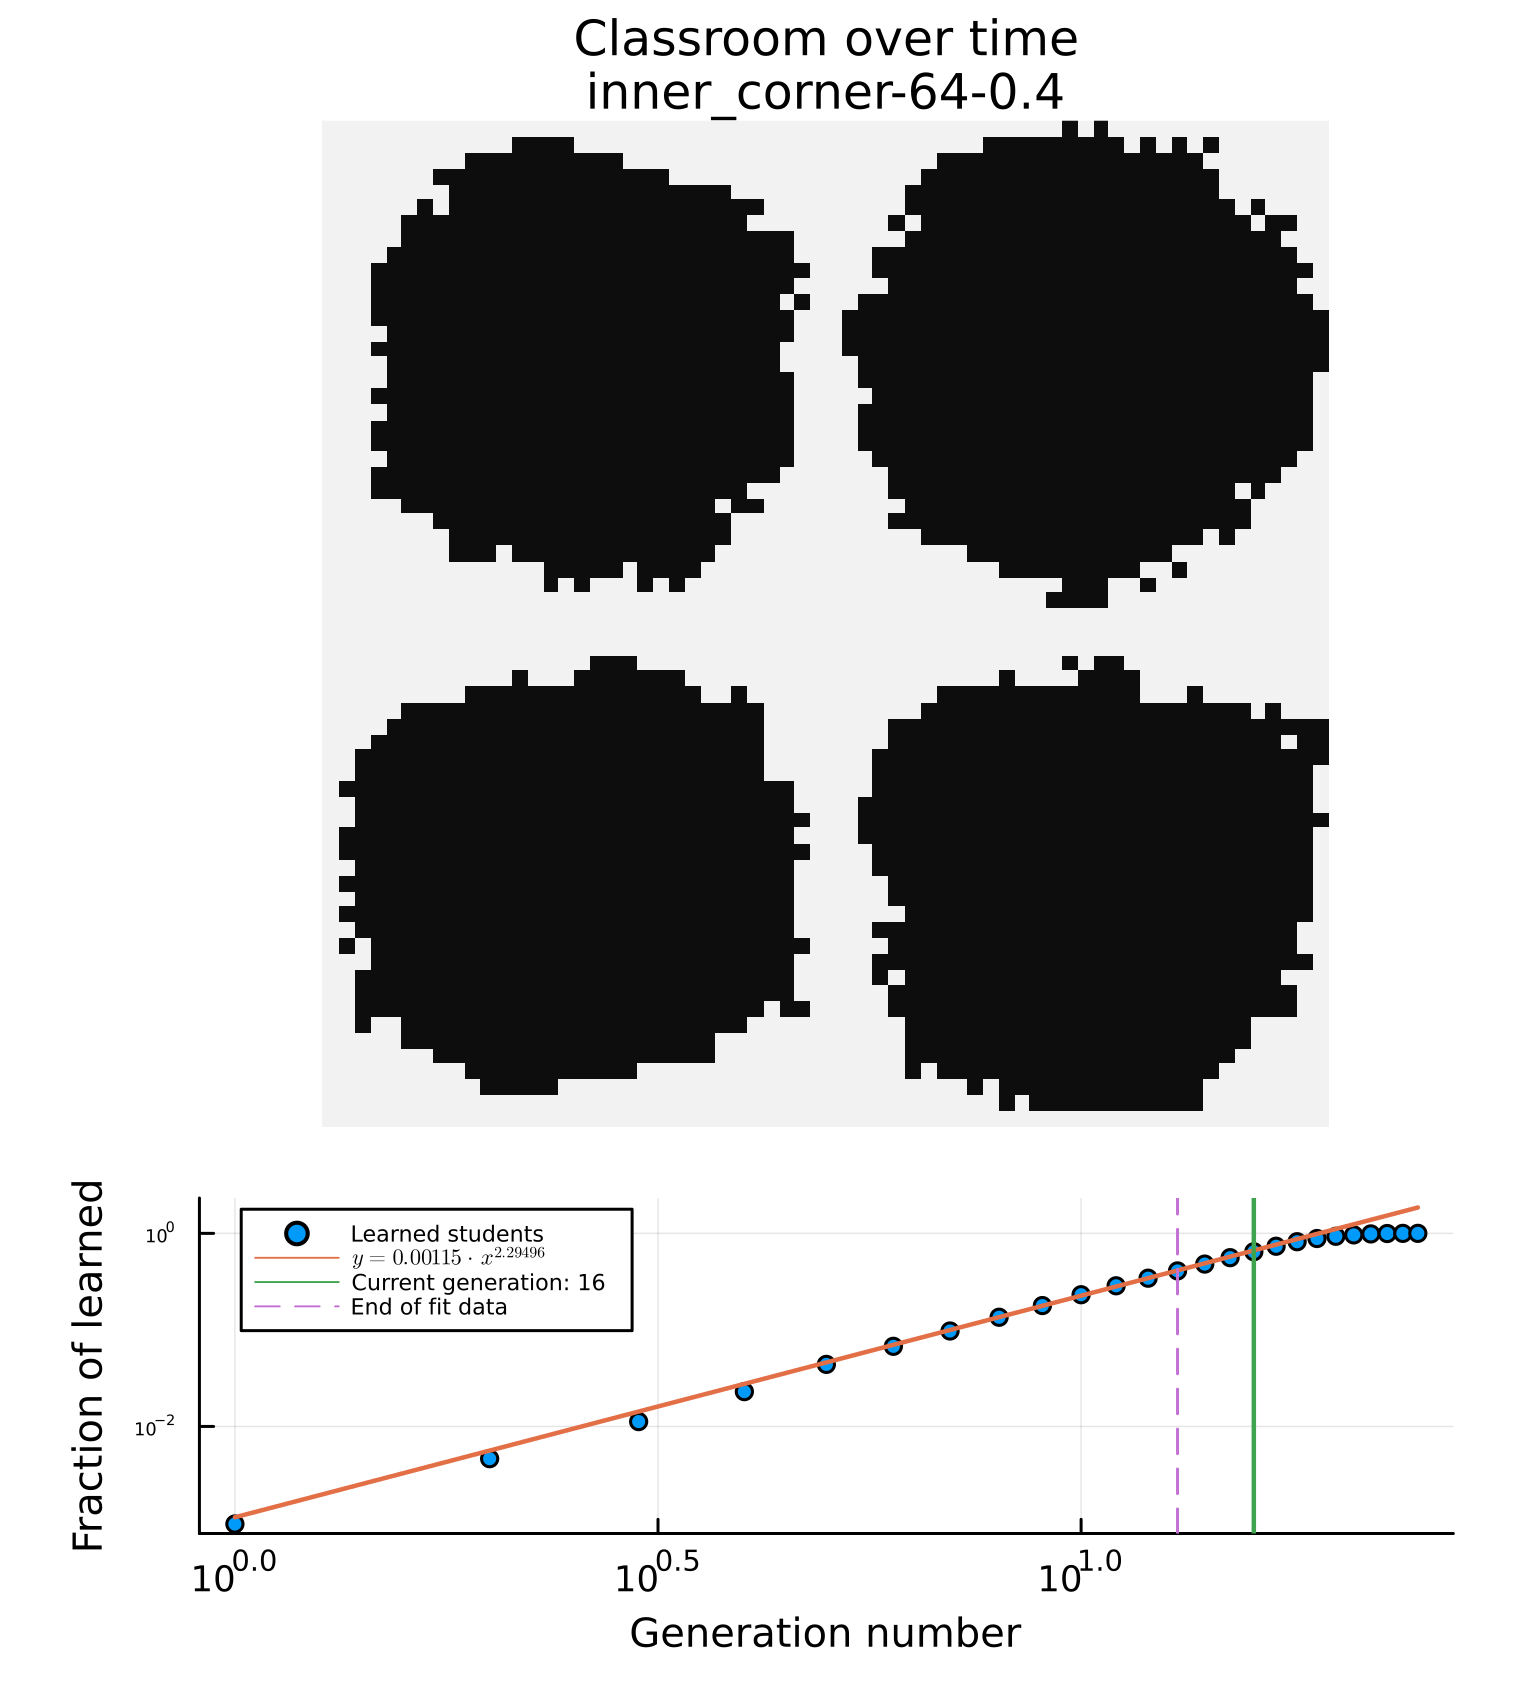 Classroom over time
inner_corner-64-0.4
Fraction of learned
10^0
10^−2
Learned students
y = 0.00115 · x^2.29496
Current generation: 16
End of fit data
10^0.0
10^0.5
10^1.0
Generation number